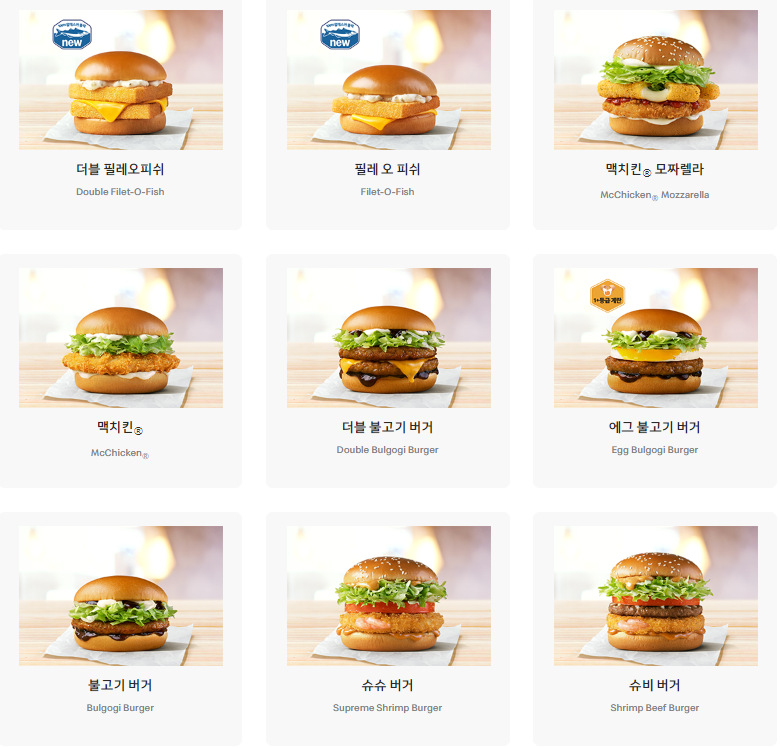 new
new
더블 필레오피쉬
필레 오 피쉬
맥치킨® 모짜렐라
Double Filet-O-Fish
Filet-O-Fish
McChicken® Mozzarella
1+등급 계란
맥치킨®
더블 불고기 버거
에그 불고기 버거
McChicken®
Double Bulgogi Burger
Egg Bulgogi Burger
불고기 버거
슈슈 버거
슈비 버거
Bulgogi Burger
Supreme Shrimp Burger
Shrimp Beef Burger